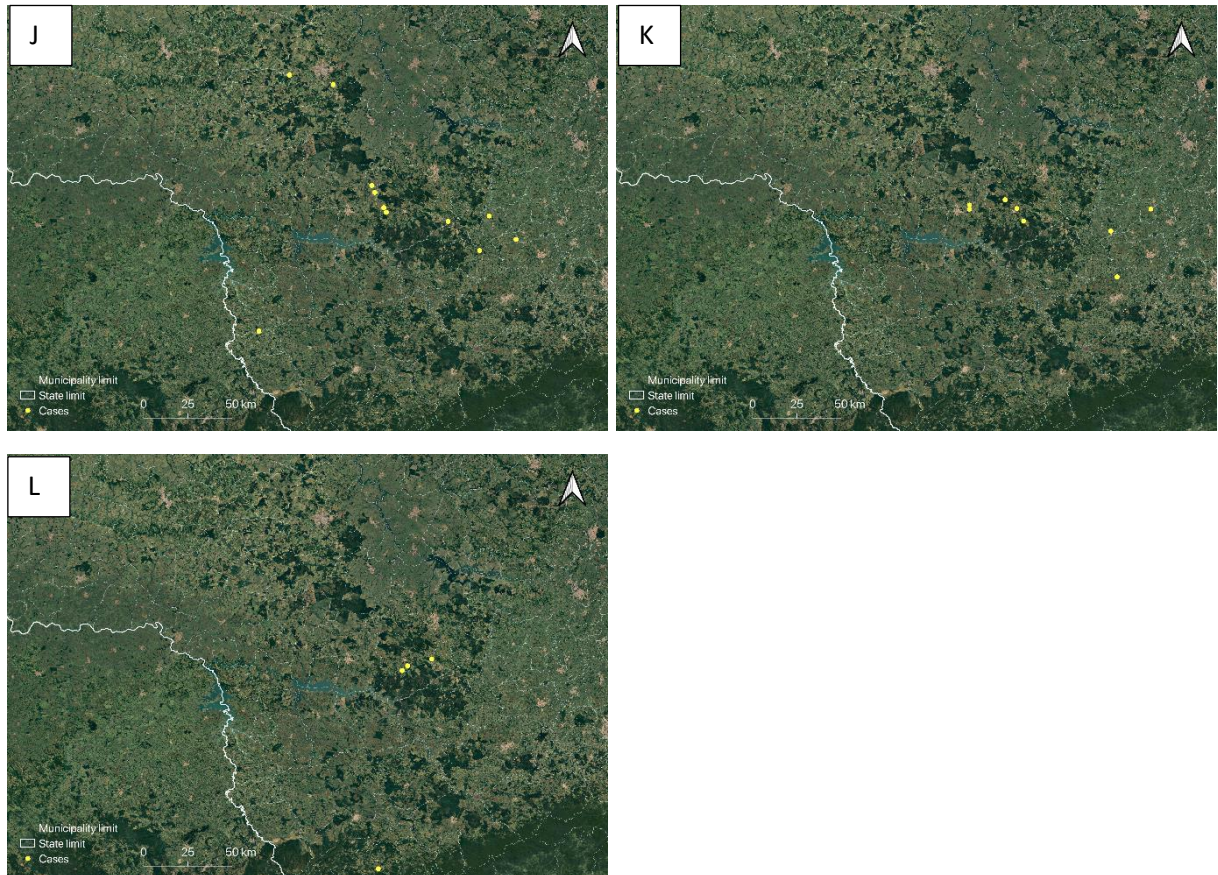 J
Municipality limit
State limit
Cases
0 25 50 km
K
Municipality limit
State limit
Cases
0 25 50 km
L
Municipality limit
State limit
Cases
0 25 50 km